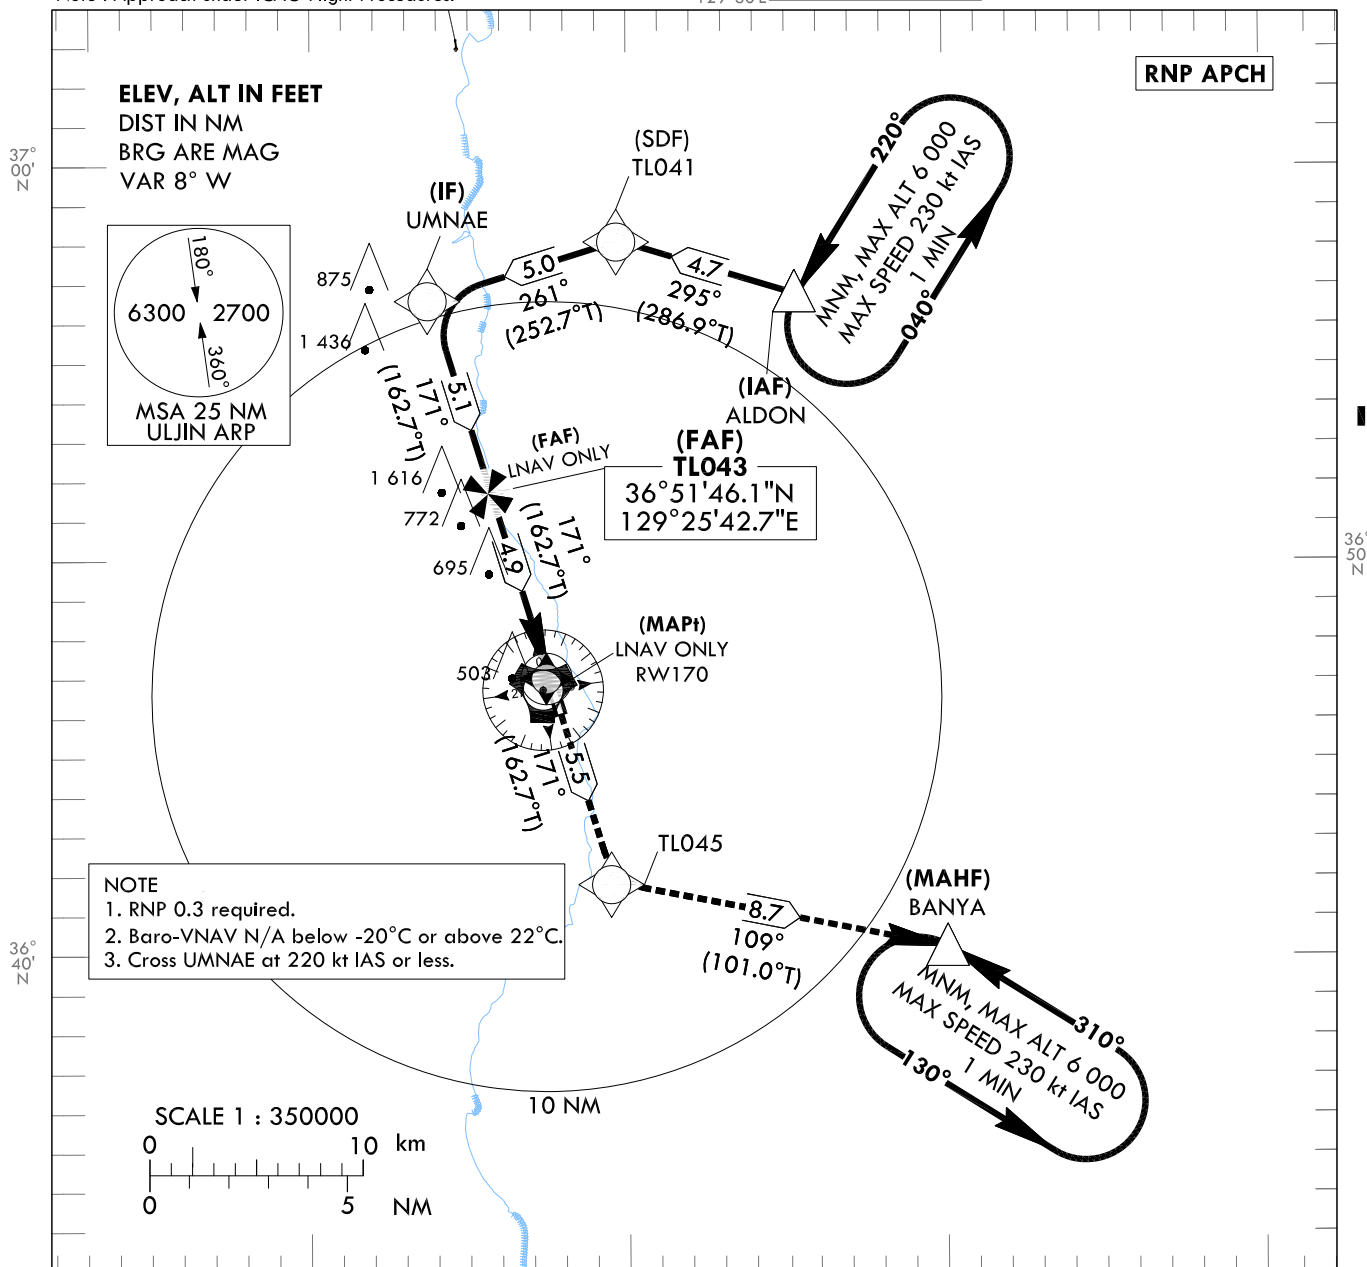 RNP APCH
ELEV, ALT IN FEET
DIST IN NM
BRG ARE MAG
VAR 8° W
37°
00'
N
(SDF)
TL041
(IF)
UMNAE
220°
MNM, MAX ALT 6 000
MAX SPEED 230 kt IAS
1 MIN
040°
180°
6300
2700
360°
MSA 25 NM
ULJIN ARP
875
1 436
5.0
261°
(252.7°T)
4.7
295°
(286.9°T)
(IAF)
ALDON
5.1
171°
(162.7°T)
(FAF)
LNAV ONLY
(FAF)
TL043
36°51'46.1"N
129°25'42.7"E
1 616
772
695
4.9
171°
(162.7°T)
36°
50'
N
(MAPt)
LNAV ONLY
RW170
503
5.5
171°
(162.7°T)
TL045
NOTE
1. RNP 0.3 required.
2. Baro-VNAV N/A below -20°C or above 22°C.
3. Cross UMNAE at 220 kt IAS or less.
36°
40'
N
8.7
109°
(101.0°T)
(MAHF)
BANYA
310°
MNM, MAX ALT 6 000
MAX SPEED 230 kt IAS
1 MIN
130°
10 NM
SCALE 1 : 350000
0 10 km
0 5 NM